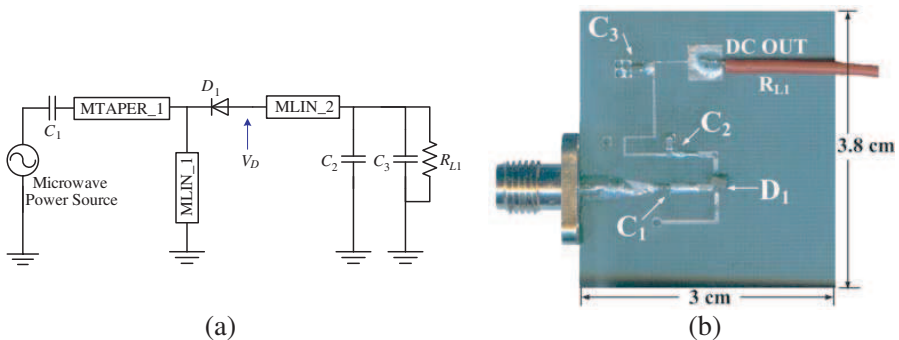 D1
MTAPER_1
MLIN_2
C1
VD
C2
C3
RL1
MLIN_1
Microwave
Power Source
(a)
C3
DC OUT
RL1
C2
3.8 cm
D1
C1
3 cm
(b)